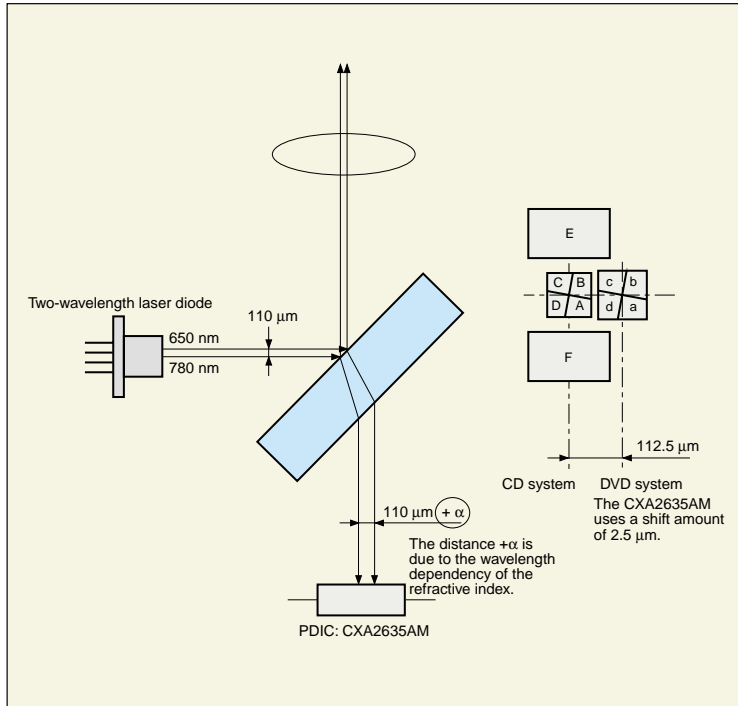 E
C B
D A
c b
d a
F
Two-wavelength laser diode
110 μm
650 nm
780 nm
112.5 μm
CD system
DVD system
The CXA2635AM
uses a shift amount
of 2.5 μm.
110 μm + α
The distance +α is
due to the wavelength
dependency of the
refractive index.
PDIC: CXA2635AM